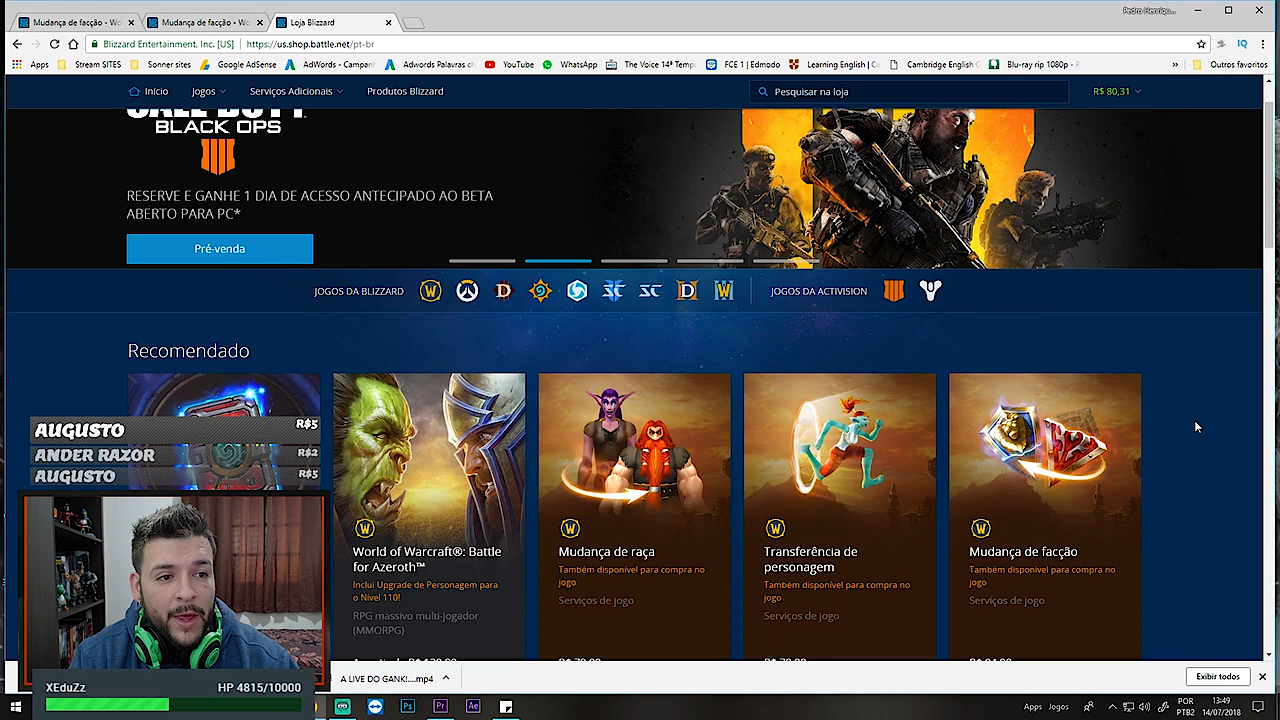 Pedro Henriqu...
Mudança de facção - Wo
Mudança de facção - Wo
Loja Blizzard
Blizzard Entertainment, Inc. [US]
https://us.shop.battle.net/pt-br
Apps
Stream SITES
Sonner sites
Google AdSense
AdWords - Campanh
Adwords Palavras ch
YouTube
WhatsApp
The Voice 14ª Tempo
FCE 1 | Edmodo
Learning English | Ca
Cambridge English
Blu-ray rip 1080p -
Outros favoritos
Início
Jogos
Serviços Adicionais
Produtos Blizzard
Pesquisar na loja
R$ 80,31
CALL OF DUTY
BLACK OPS
IIII
RESERVE E GANHE 1 DIA DE ACESSO ANTECIPADO AO BETA
ABERTO PARA PC*
Pré-venda
JOGOS DA BLIZZARD
JOGOS DA ACTIVISION
Recomendado
AUGUSTO R$5
ANDER RAZOR R$2
AUGUSTO R$5
World of Warcraft®: Battle
for Azeroth™
Inclui Upgrade de Personagem para
o Nível 110!
RPG massivo multi-jogador
(MMORPG)
Mudança de raça
Também disponível para compra no
jogo
Serviços de jogo
Transferência de
personagem
Também disponível para compra no
jogo
Serviços de jogo
Mudança de facção
Também disponível para compra no
jogo
Serviços de jogo
XEduZz HP 4815/10000
A LIVE DO GANK!....mp4
Exibir todos
Apps
Jogos
POR
PTB2
13:49
14/07/2018